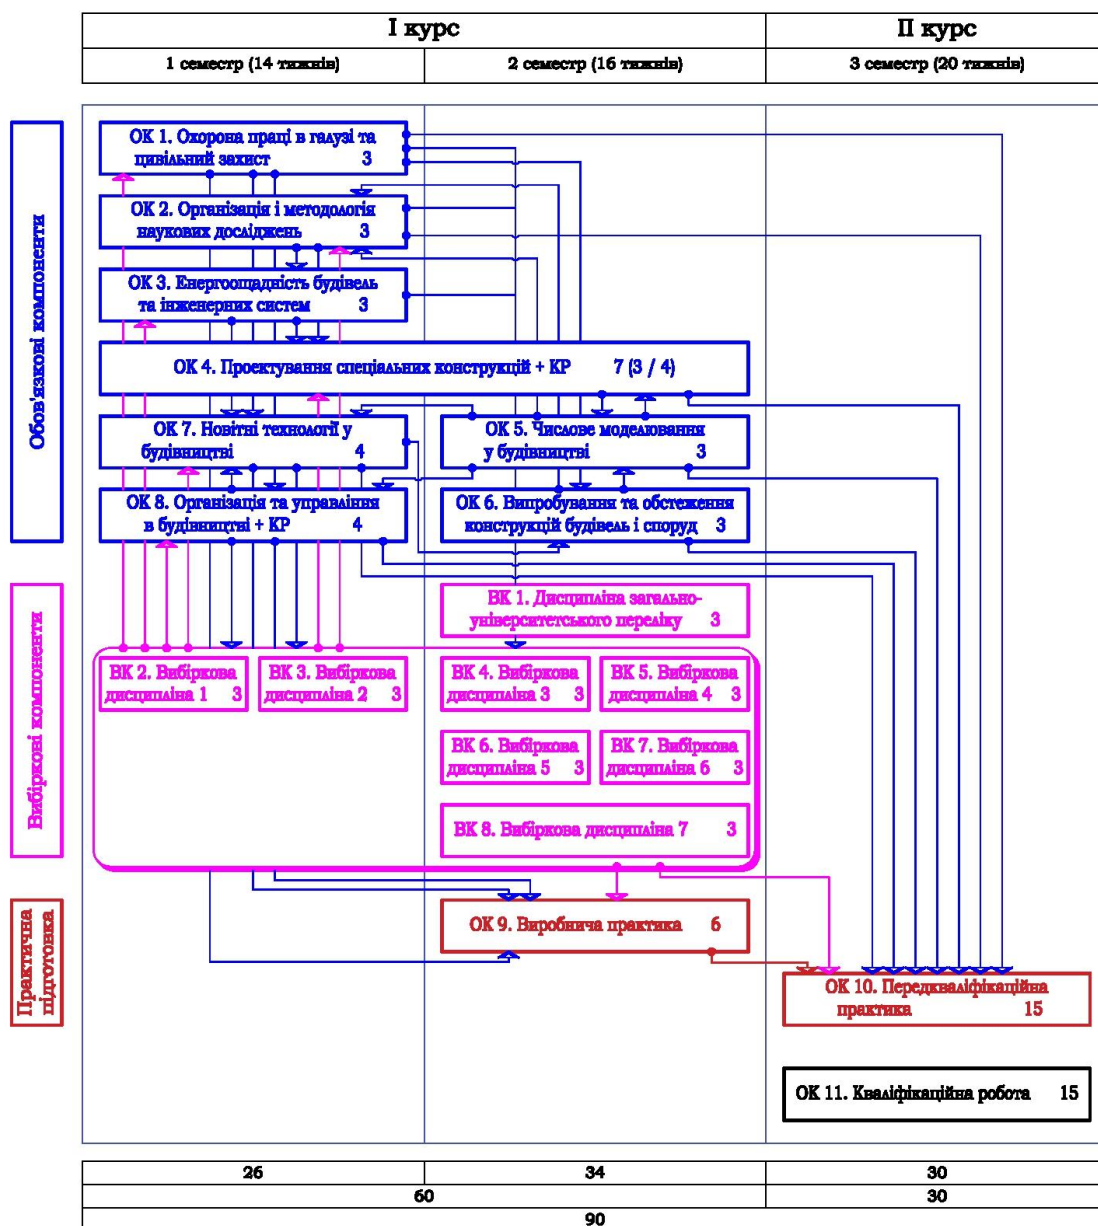 І курс
ІІ курс
1 семестр (14 тижнів)
2 семестр (16 тижнів)
3 семестр (20 тижнів)
Обов'язкові компоненти
ОК 1. Охорона праці в галузі та
цивільний захист 3
ОК 2. Організація і методологія
наукових досліджень 3
ОК 3. Енергоощадність будівель
та інженерних систем 3
ОК 4. Проектування спеціальних конструкцій + КР 7 (3 / 4)
ОК 7. Новітні технології у
будівництві 4
ОК 5. Числове моделювання
у будівництві 3
ОК 8. Організація та управління
в будівництві + КР 4
ОК 6. Випробування та обстеження
конструкцій будівель і споруд 3
Вибіркові компоненти
ВК 1. Дисципліна загально-
університетського переліку 3
ВК 2. Вибіркова
дисципліна 1 3
ВК 3. Вибіркова
дисципліна 2 3
ВК 4. Вибіркова
дисципліна 3 3
ВК 5. Вибіркова
дисципліна 4 3
ВК 6. Вибіркова
дисципліна 5 3
ВК 7. Вибіркова
дисципліна 6 3
ВК 8. Вибіркова дисципліна 7 3
Практична
підготовка
ОК 9. Виробнича практика 6
ОК 10. Передкваліфікаційна
практика 15
ОК 11. Кваліфікаційна робота 15
26
34
30
60
30
90